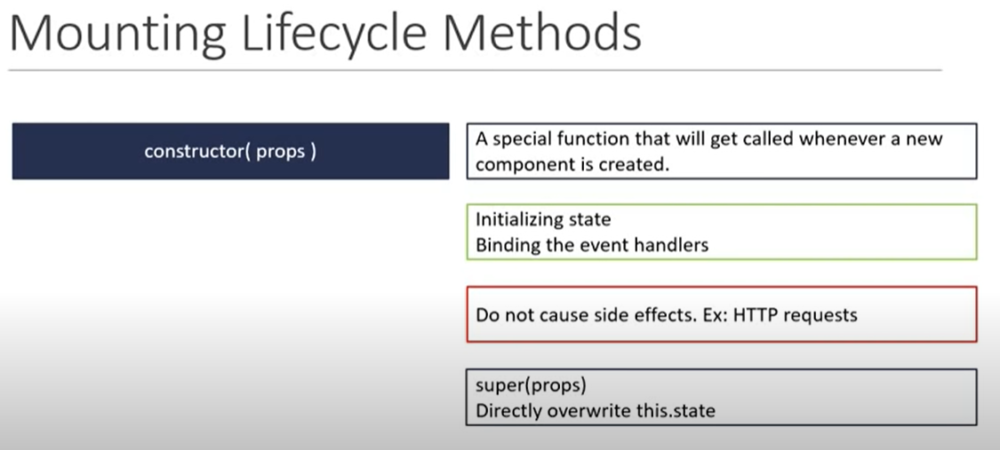 Mounting Lifecycle Methods
constructor( props )
A special function that will get called whenever a new
component is created.
Initializing state
Binding the event handlers
Do not cause side effects. Ex: HTTP requests
super(props)
Directly overwrite this.state